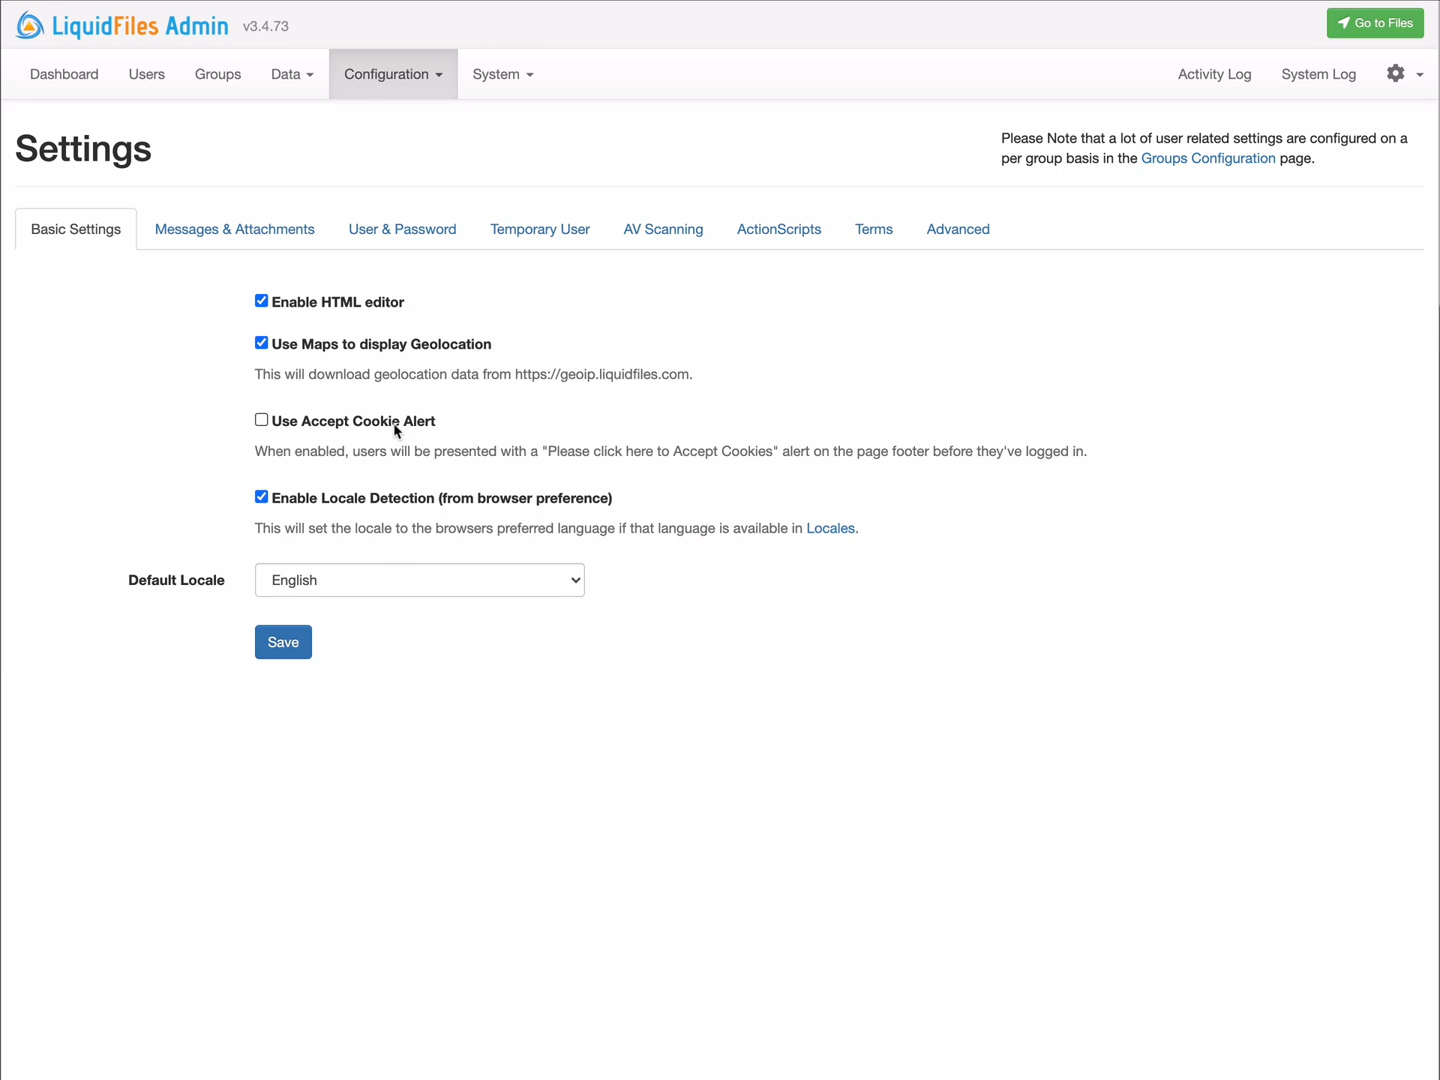 LiquidFiles Admin v3.4.73
Go to Files
Dashboard Users Groups Data Configuration System Activity Log System Log
Settings
Please Note that a lot of user related settings are configured on a
per group basis in the Groups Configuration page.
Basic Settings Messages & Attachments User & Password Temporary User AV Scanning ActionScripts Terms Advanced
Enable HTML editor
Use Maps to display Geolocation
This will download geolocation data from https://geoip.liquidfiles.com.
Use Accept Cookie Alert
When enabled, users will be presented with a "Please click here to Accept Cookies" alert on the page footer before they've logged in.
Enable Locale Detection (from browser preference)
This will set the locale to the browsers preferred language if that language is available in Locales.
Default Locale English
Save